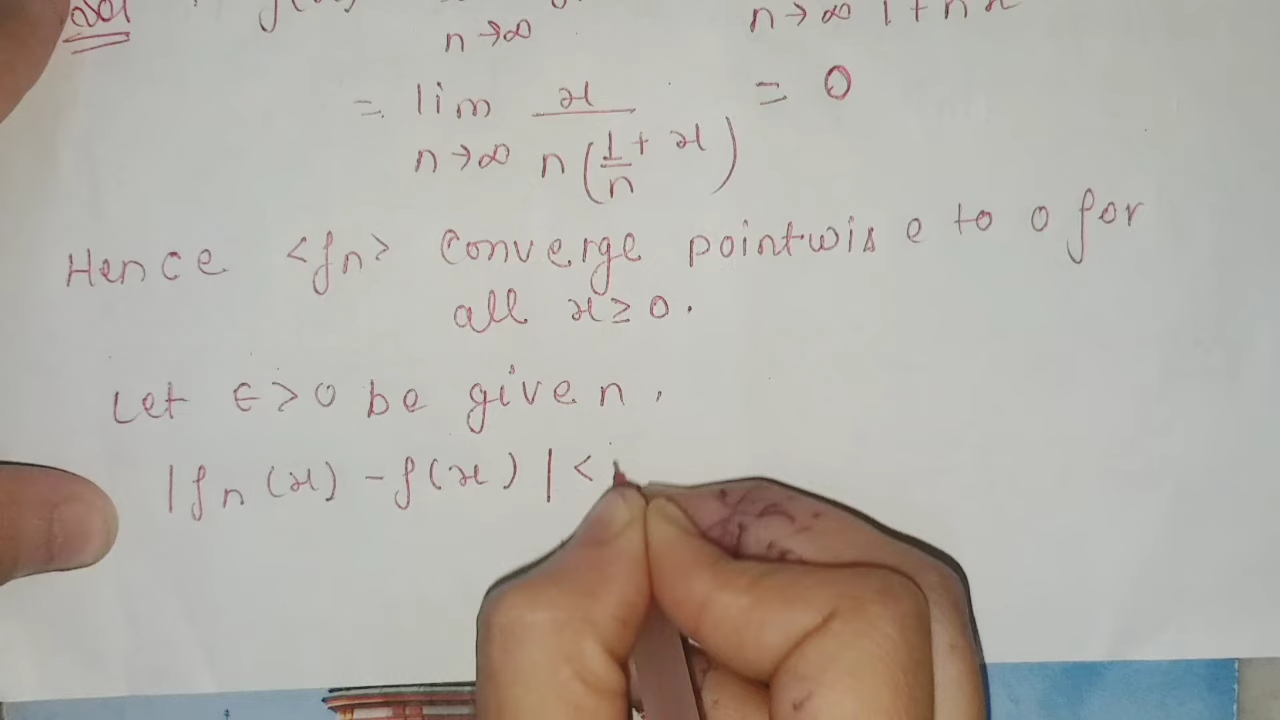 Sol
n→∞ n→∞ 1+nx
= lim x/(n(1/n + x)) = 0
n→∞
Hence <fn> Converge pointwise to 0 for
all x ≥ 0.
Let ϵ > 0 be given,
|fn(x) - f(x)| <